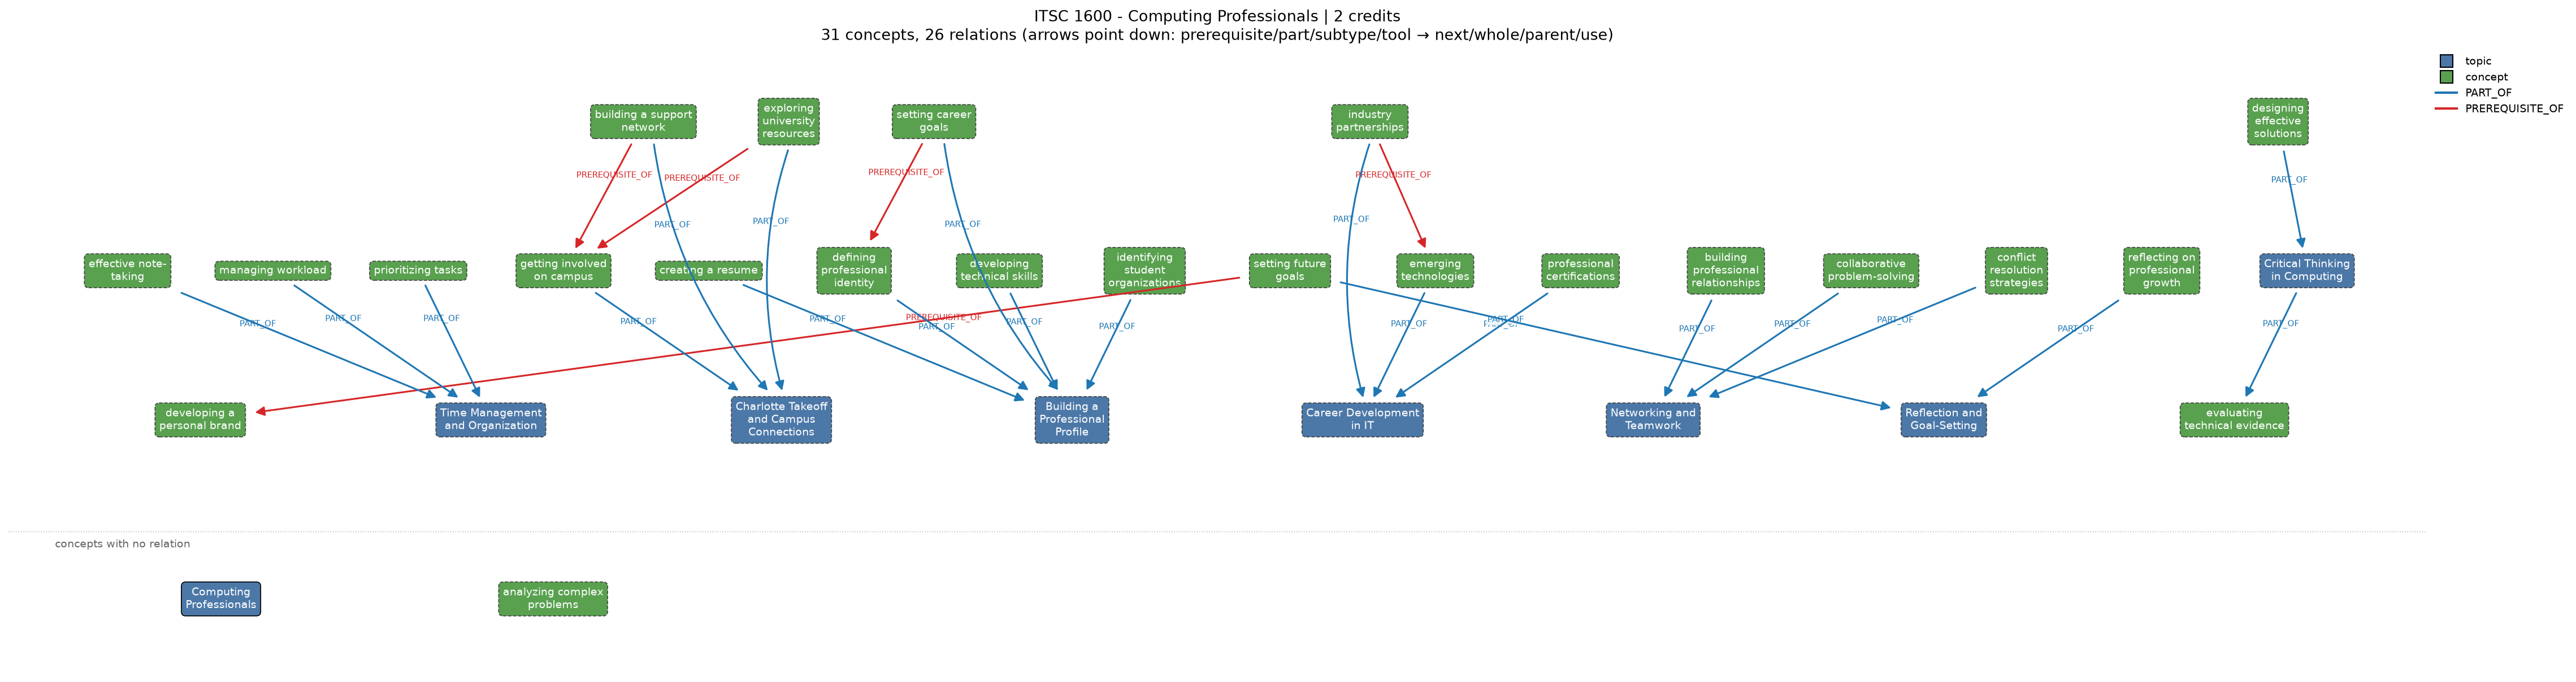 ITSC 1600 - Computing Professionals | 2 credits
31 concepts, 26 relations (arrows point down: prerequisite/part/subtype/tool → next/whole/parent/use)
topic
concept
PART_OF
PREREQUISITE_OF
building a support
network
exploring
university
resources
setting career
goals
industry
partnerships
designing
effective
solutions
PREREQUISITE_OF
PREREQUISITE_OF
PREREQUISITE_OF
PREREQUISITE_OF
PART_OF
PART_OF
PART_OF
PART_OF
PART_OF
effective note-
taking
managing workload
prioritizing tasks
getting involved
on campus
creating a resume
defining
professional
identity
developing
technical skills
identifying
student
organizations
setting future
goals
emerging
technologies
professional
certifications
building
professional
relationships
collaborative
problem-solving
conflict
resolution
strategies
reflecting on
professional
growth
Critical Thinking
in Computing
PART_OF
PART_OF
PART_OF
PART_OF
PART_OF
PREREQUISITE_OF
PART_OF
PART_OF
PART_OF
PART_OF
PART_OF
PART_OF
PART_OF
PART_OF
PART_OF
PART_OF
developing a
personal brand
Time Management
and Organization
Charlotte Takeoff
and Campus
Connections
Building a
Professional
Profile
Career Development
in IT
Networking and
Teamwork
Reflection and
Goal-Setting
evaluating
technical evidence
concepts with no relation
Computing
Professionals
analyzing complex
problems